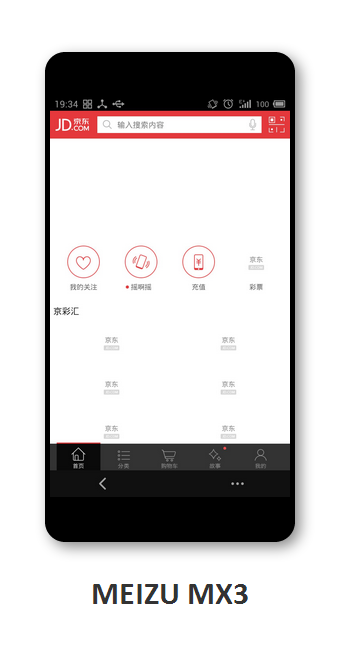 19:34 100
JD 京东 .COM 输入搜索内容
我的关注 摇啊摇 充值 京东 彩票
京彩汇
京东 京东
京东 京东
京东 京东
首页 分类 购物车 我的
MEIZU MX3